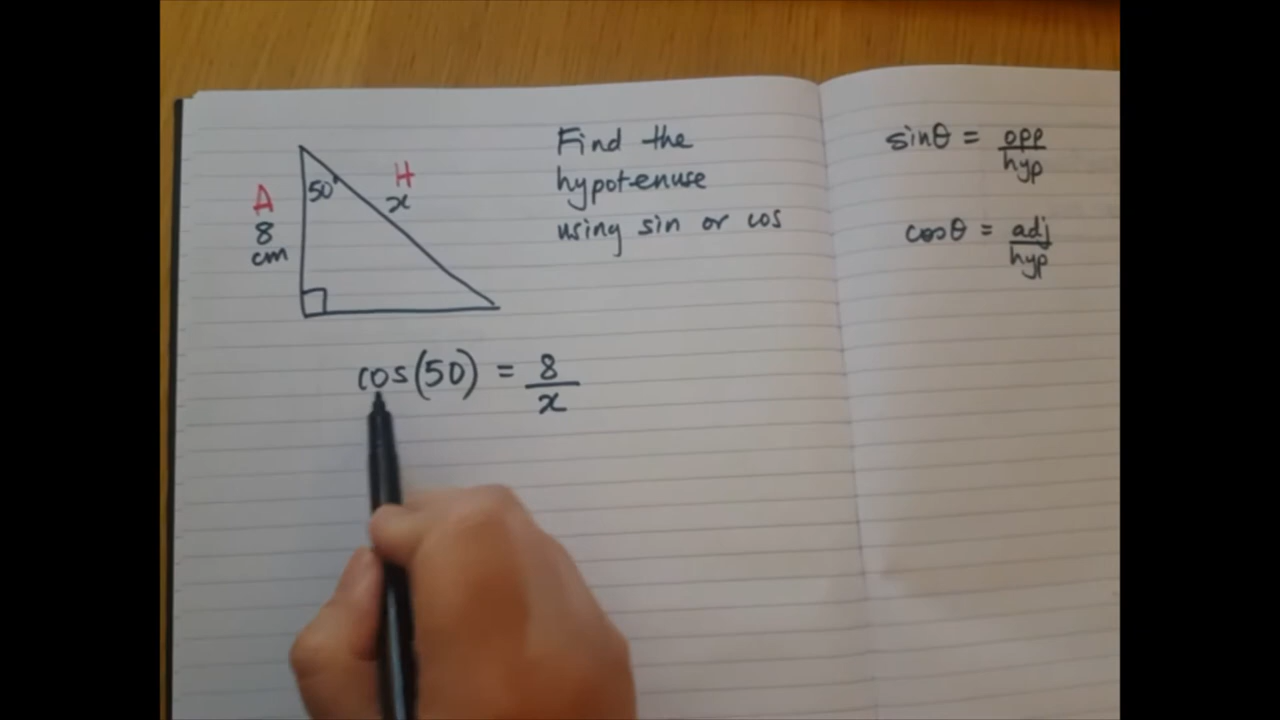 A
8
cm
50°
H
x
Find the
hypotenuse
using sin or cos
sinθ = opp
hyp
cosθ = adj
hyp
cos(50) = 8
x